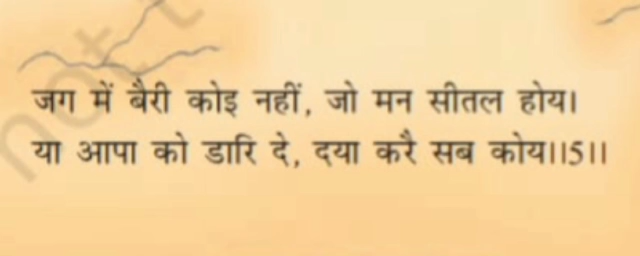 जग में बैरी कोइ नहीं, जो मन सीतल होय।
या आपा को डारि दे, दया करै सब कोय।।5।।